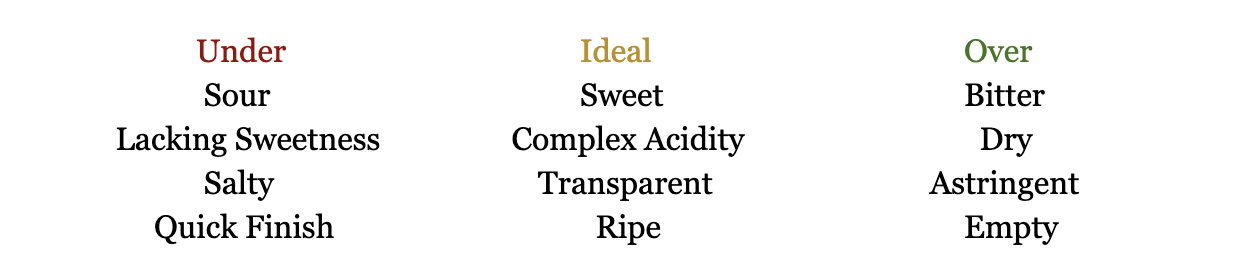 Under Ideal Over
Sour Sweet Bitter
Lacking Sweetness Complex Acidity Dry
Salty Transparent Astringent
Quick Finish Ripe Empty